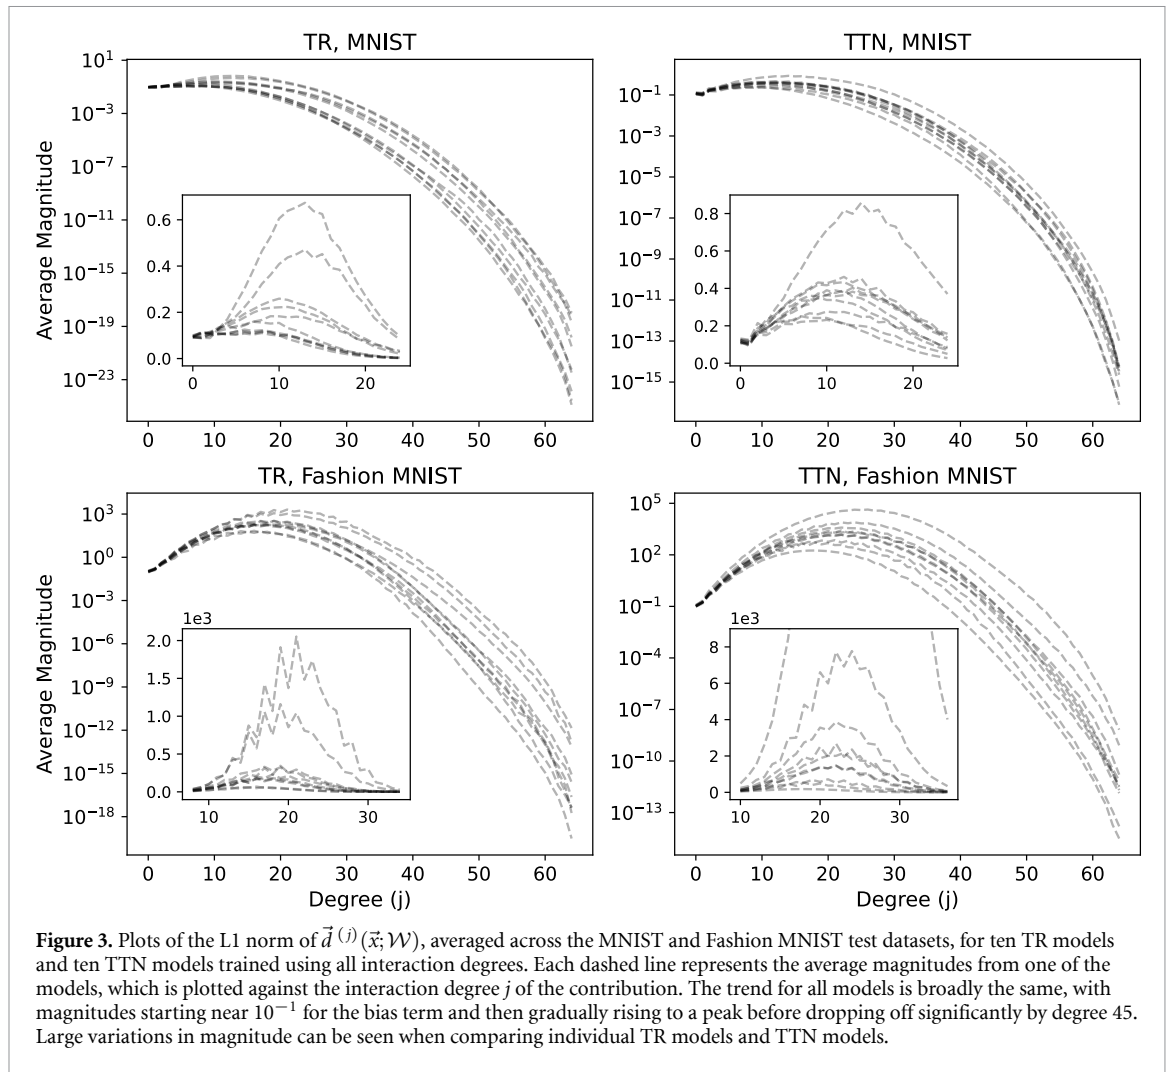 TR, MNIST
TTN, MNIST
10^1
10^−3
10^−7
10^−11
10^−15
10^−19
10^−23
Average Magnitude
0.6
0.4
0.2
0.0
0 10 20
0 10 20 30 40 50 60
10^−1
10^−3
10^−5
10^−7
10^−9
10^−11
10^−13
10^−15
0.8
0.6
0.4
0.2
0.0
0 10 20
0 10 20 30 40 50 60
TR, Fashion MNIST
TTN, Fashion MNIST
10^3
10^0
10^−3
10^−6
10^−9
10^−12
10^−15
10^−18
Average Magnitude
1e3
2.0
1.5
1.0
0.5
0.0
10 20 30
0 10 20 30 40 50 60
Degree (j)
10^5
10^2
10^−1
10^−4
10^−7
10^−10
10^−13
1e3
8
6
4
2
0
10 20 30
0 10 20 30 40 50 60
Degree (j)
Figure 3. Plots of the L1 norm of d⃗ ^(j)(x⃗; 𝒲), averaged across the MNIST and Fashion MNIST test datasets, for ten TR models
and ten TTN models trained using all interaction degrees. Each dashed line represents the average magnitudes from one of the
models, which is plotted against the interaction degree j of the contribution. The trend for all models is broadly the same, with
magnitudes starting near 10^−1 for the bias term and then gradually rising to a peak before dropping off significantly by degree 45.
Large variations in magnitude can be seen when comparing individual TR models and TTN models.